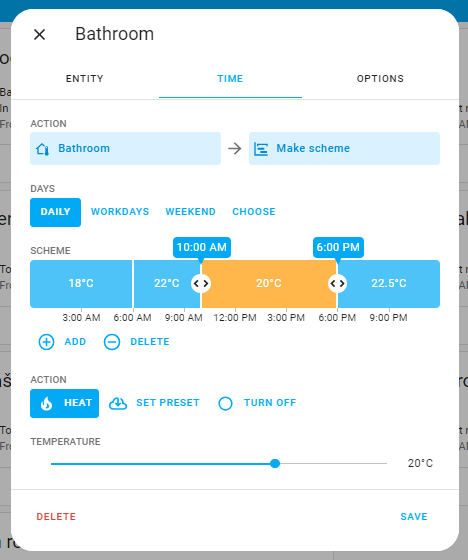 Bathroom
ENTITY TIME OPTIONS
ACTION
Bathroom Make scheme
DAYS
DAILY WORKDAYS WEEKEND CHOOSE
SCHEME
10:00 AM 6:00 PM
18°C 22°C 20°C 22.5°C
3:00 AM 6:00 AM 9:00 AM 12:00 PM 3:00 PM 6:00 PM 9:00 PM
ADD DELETE
ACTION
HEAT SET PRESET TURN OFF
TEMPERATURE
20°C
DELETE SAVE